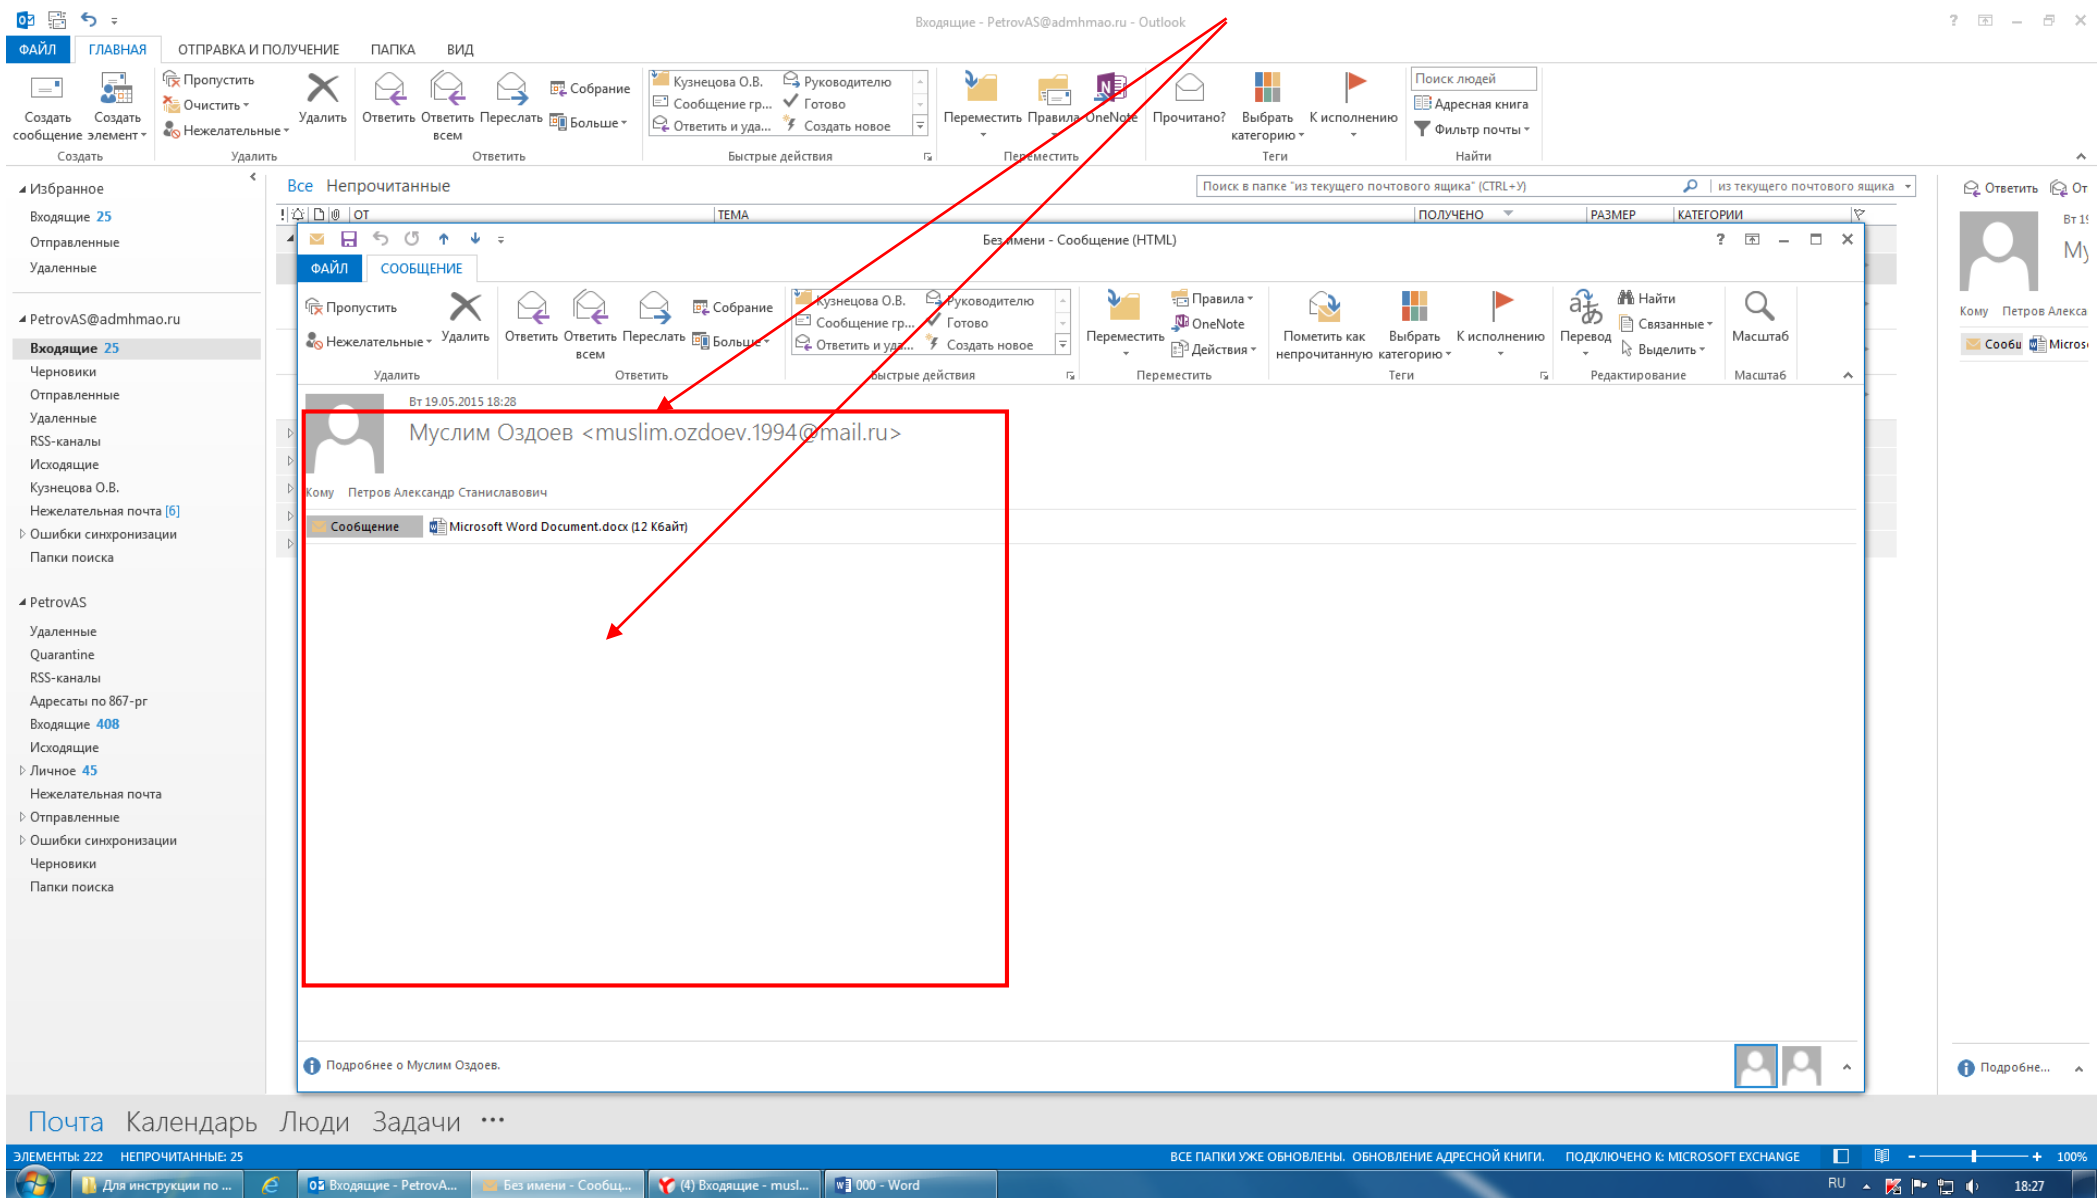 Входящие - PetrovAS@admhmao.ru - Outlook
ФАЙЛ ГЛАВНАЯ ОТПРАВКА И ПОЛУЧЕНИЕ ПАПКА ВИД
Создать сообщение
Создать элемент
Пропустить
Очистить
Нежелательные
Удалить
Ответить
Ответить всем
Переслать
Собрание
Больше
Кузнецова О.В.
Сообщение гр...
Ответить и уда...
Руководителю
Готово
Создать новое
Переместить
Правила
OneNote
Прочитано?
Выбрать категорию
К исполнению
Поиск людей
Адресная книга
Фильтр почты
Создать Удалить Ответить Быстрые действия Переместить Теги Найти
Избранное
Входящие 25
Отправленные
Удаленные
PetrovAS@admhmao.ru
Входящие 25
Черновики
Отправленные
Удаленные
RSS-каналы
Исходящие
Кузнецова О.В.
Нежелательная почта [6]
Ошибки синхронизации
Папки поиска
PetrovAS
Удаленные
Quarantine
RSS-каналы
Адресаты по 867-рг
Входящие 408
Исходящие
Личное 45
Нежелательная почта
Отправленные
Ошибки синхронизации
Черновики
Папки поиска
Все Непрочитанные
Поиск в папке "из текущего почтового ящика" (CTRL+У) из текущего почтового ящика
ОТ ТЕМА ПОЛУЧЕНО РАЗМЕР КАТЕГОРИИ
Без имени - Сообщение (HTML)
ФАЙЛ СООБЩЕНИЕ
Пропустить
Нежелательные
Удалить
Ответить
Ответить всем
Переслать
Собрание
Больше
Кузнецова О.В.
Сообщение гр...
Ответить и уда...
Руководителю
Готово
Создать новое
Переместить
Правила
OneNote
Действия
Пометить как непрочитанную
Выбрать категорию
К исполнению
Перевод
Найти
Связанные
Выделить
Масштаб
Удалить Ответить Быстрые действия Переместить Теги Редактирование Масштаб
Вт 19.05.2015 18:28
Муслим Оздоев <muslim.ozdoev.1994@mail.ru>
Кому Петров Александр Станиславович
Сообщение Microsoft Word Document.docx (12 Кбайт)
Подробнее о Муслим Оздоев.
Ответить От
Вт 19
Му
Кому Петров Алекса
Сообщ Micros
Подробне...
Почта Календарь Люди Задачи ···
ЭЛЕМЕНТЫ: 222 НЕПРОЧИТАННЫЕ: 25 ВСЕ ПАПКИ УЖЕ ОБНОВЛЕНЫ. ОБНОВЛЕНИЕ АДРЕСНОЙ КНИГИ. ПОДКЛЮЧЕНО К: MICROSOFT EXCHANGE 100%
Для инструкции по ... Входящие - PetrovA... Без имени - Сообщ... (4) Входящие - musl... 000 - Word RU 18:27